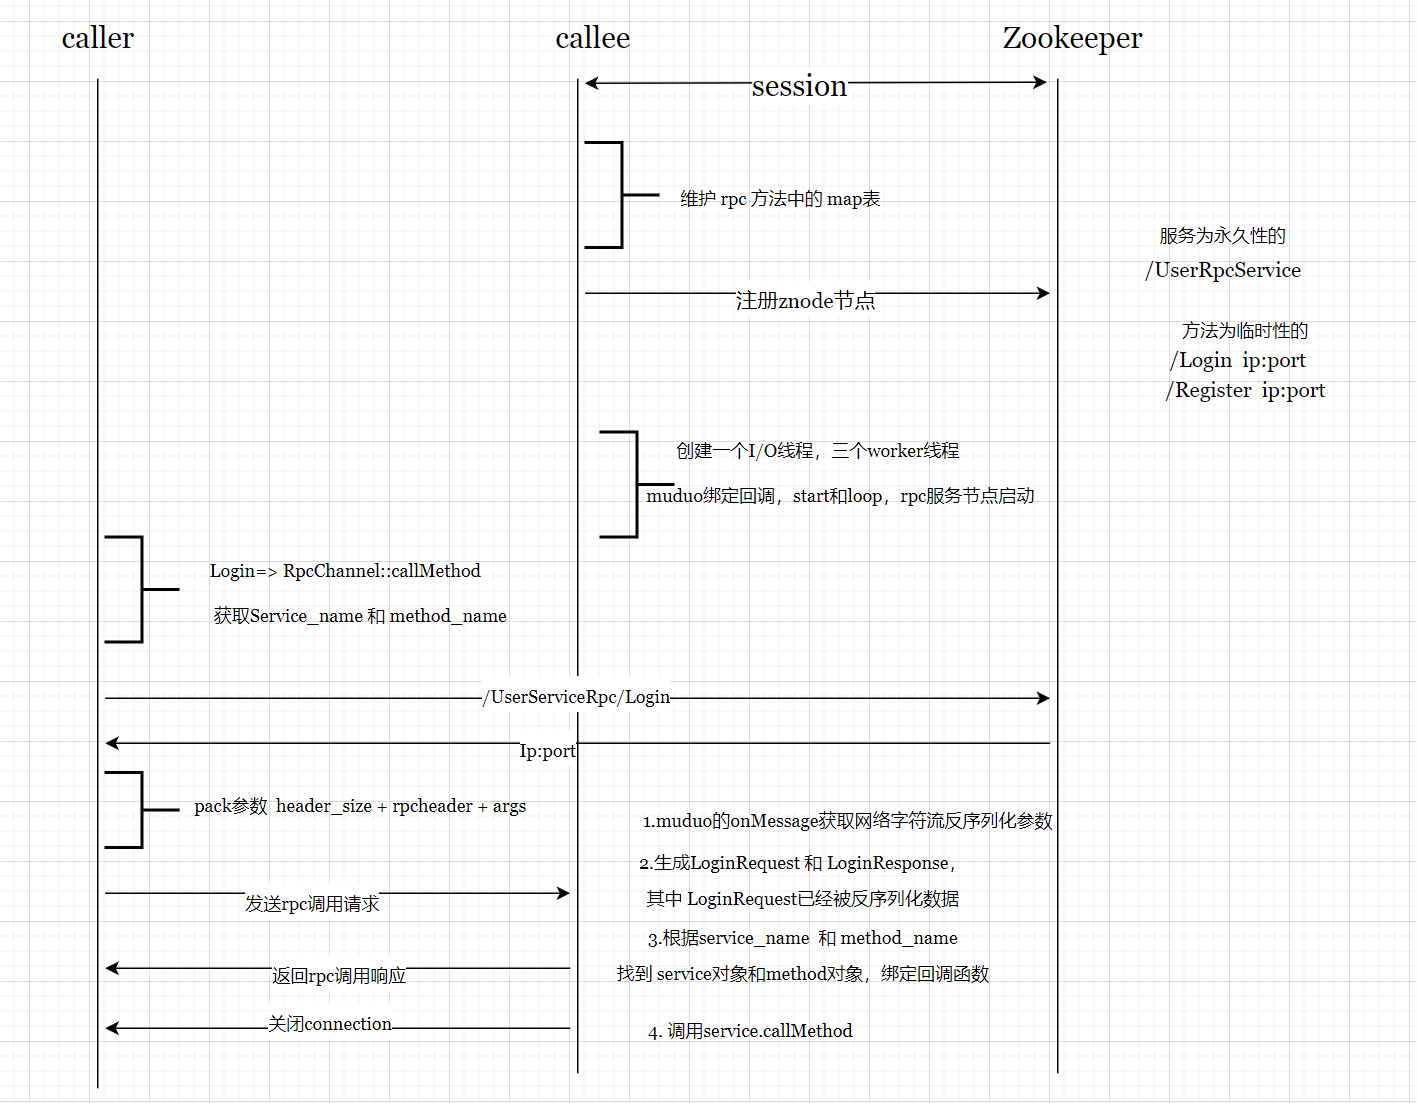 caller
callee
Zookeeper
session
维护 rpc 方法中的 map表
服务为永久性的
/UserRpcService
注册znode节点
方法为临时性的
/Login ip:port
/Register ip:port
创建一个I/O线程，三个worker线程
muduo绑定回调，start和loop，rpc服务节点启动
Login=> RpcChannel::callMethod
获取Service_name 和 method_name
/UserServiceRpc/Login
Ip:port
pack参数 header_size + rpcheader + args
1.muduo的onMessage获取网络字符流反序列化参数
2.生成LoginRequest 和 LoginResponse，
其中 LoginRequest已经被反序列化数据
发送rpc调用请求
3.根据service_name 和 method_name
找到 service对象和method对象，绑定回调函数
返回rpc调用响应
关闭connection
4. 调用service.callMethod